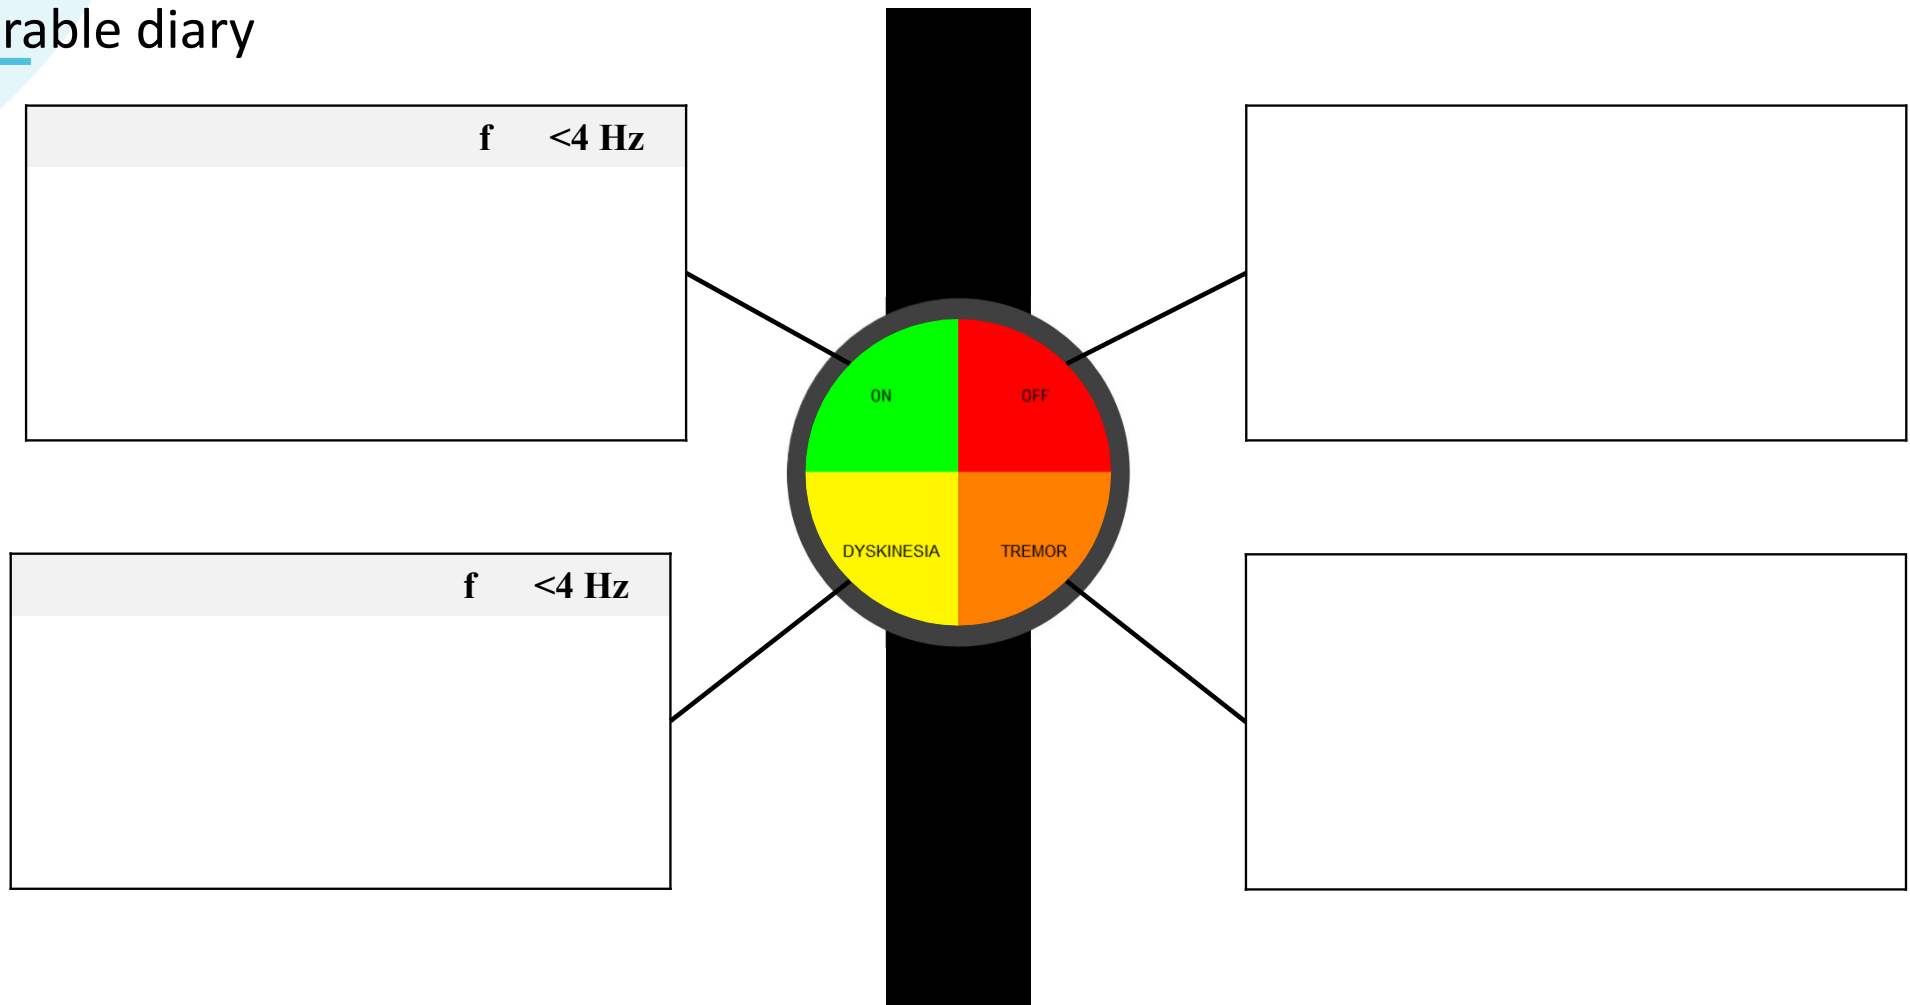 rable diary
f <4 Hz
ON
OFF
DYSKINESIA
TREMOR
f <4 Hz